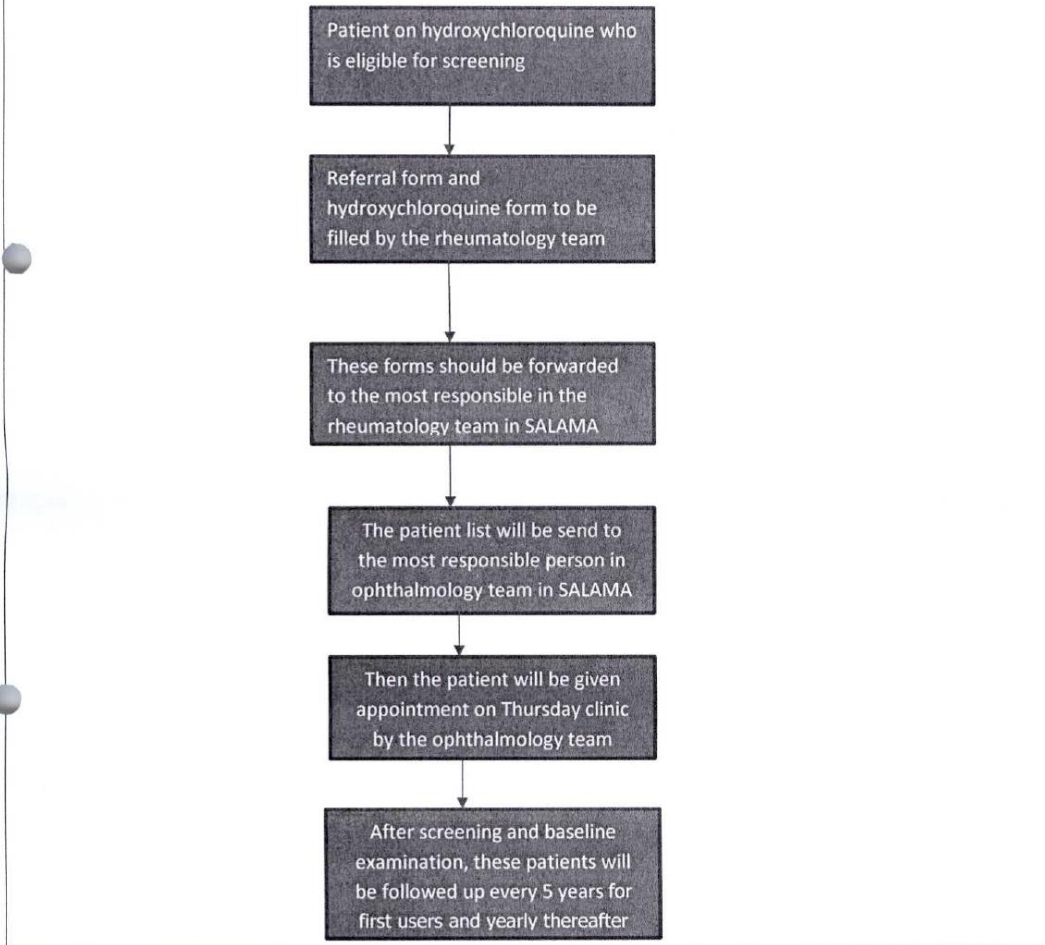 Patient on hydroxychloroquine who
is eligible for screening
Referral form and
hydroxychloroquine form to be
filled by the rheumatology team
These forms should be forwarded
to the most responsible in the
rheumatology team in SALAMA
The patient list will be send to
the most responsible person in
ophthalmology team in SALAMA
Then the patient will be given
appointment on Thursday clinic
by the ophthalmology team
After screening and baseline
examination, these patients will
be followed up every 5 years for
first users and yearly thereafter